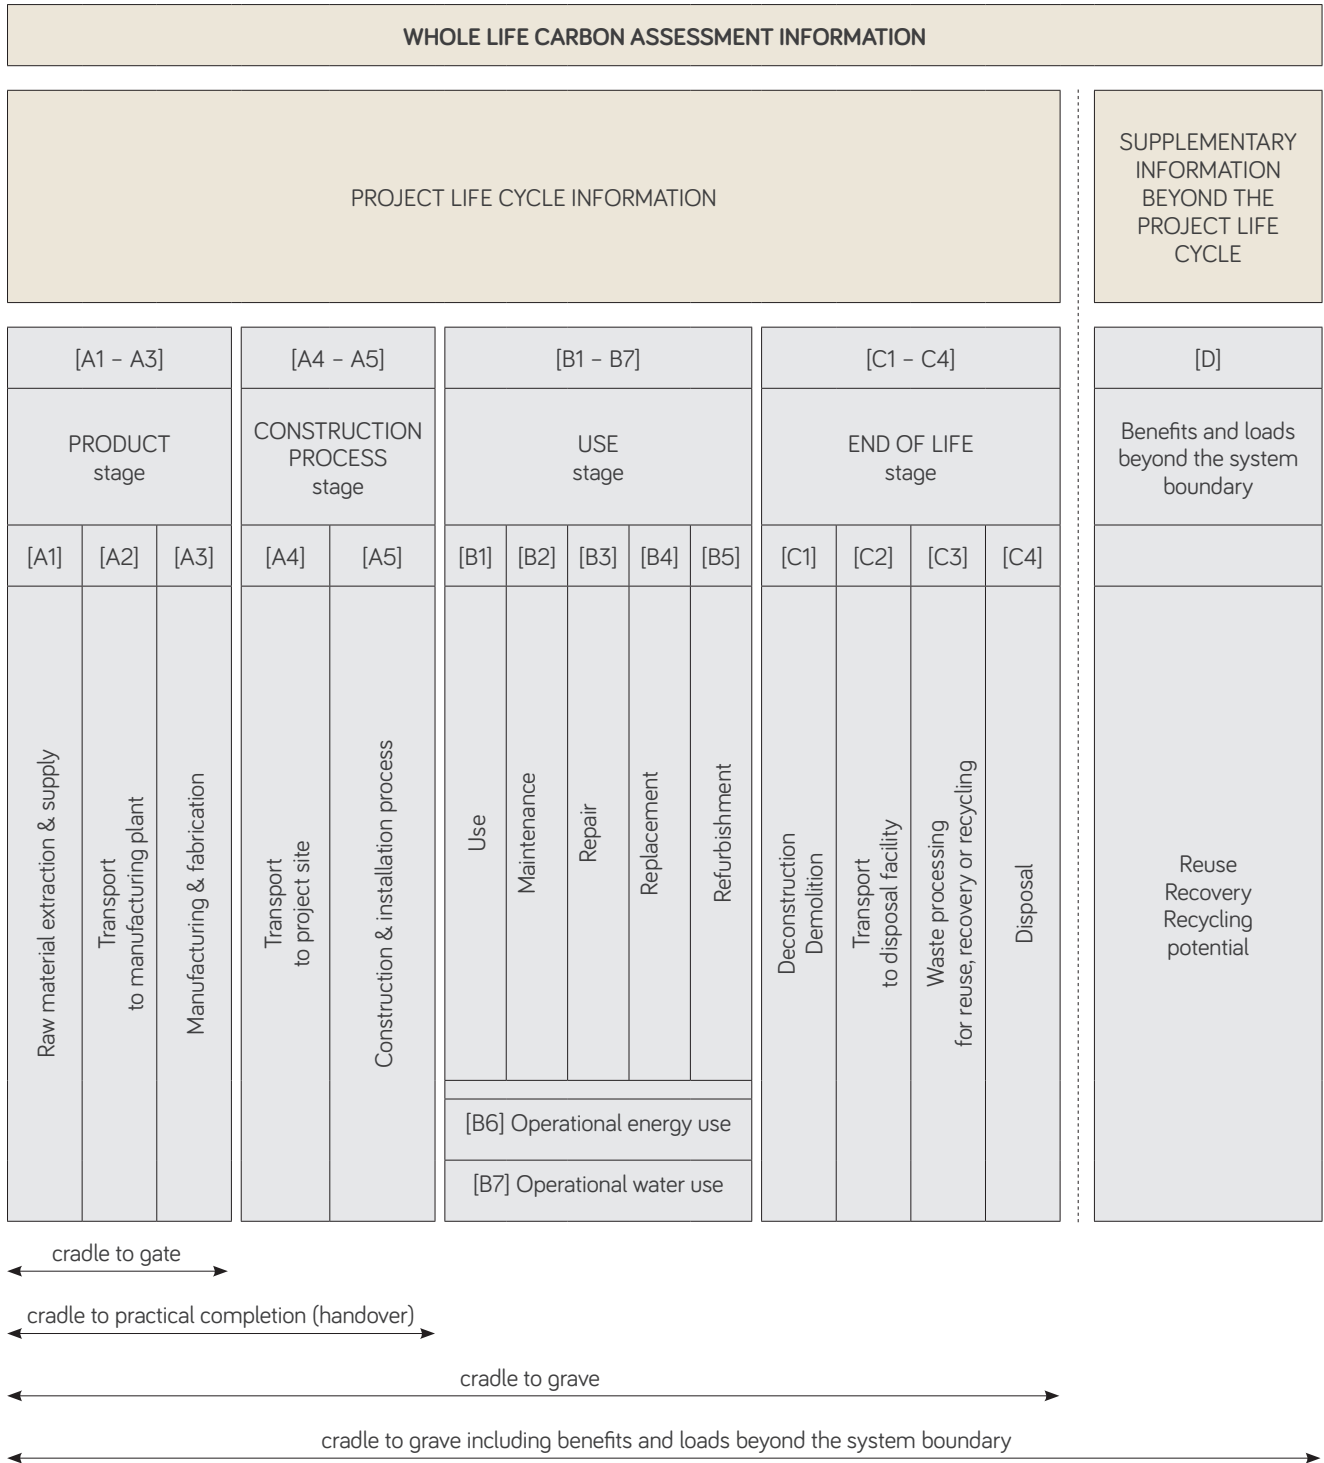 WHOLE LIFE CARBON ASSESSMENT INFORMATION
PROJECT LIFE CYCLE INFORMATION
SUPPLEMENTARY
INFORMATION
BEYOND THE
PROJECT LIFE
CYCLE
[A1 – A3]
PRODUCT
stage
[A4 – A5]
CONSTRUCTION
PROCESS
stage
[B1 – B7]
USE
stage
[C1 – C4]
END OF LIFE
stage
[D]
Benefits and loads
beyond the system
boundary
[A1]
[A2]
[A3]
[A4]
[A5]
[B1]
[B2]
[B3]
[B4]
[B5]
[C1]
[C2]
[C3]
[C4]
Raw material extraction & supply
Transport
to manufacturing plant
Manufacturing & fabrication
Transport
to project site
Construction & installation process
Use
Maintenance
Repair
Replacement
Refurbishment
[B6] Operational energy use
[B7] Operational water use
Deconstruction
Demolition
Transport
to disposal facility
Waste processing
for reuse, recovery or recycling
Disposal
Reuse
Recovery
Recycling
potential
cradle to gate
cradle to practical completion (handover)
cradle to grave
cradle to grave including benefits and loads beyond the system boundary